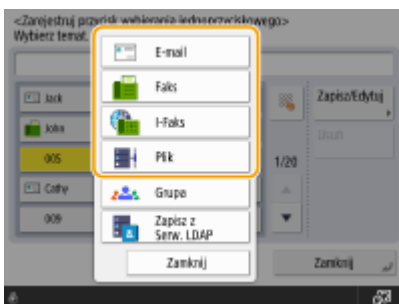 <Zarejestruj przycisk wybierania jednoprzyciskowego>
Wybierz temat.
E-mail
Jack
Faks
Zapisz/Edytuj
John
I-Faks
Usuń
005
Plik
1/20
Cathy
Grupa
009
Zapisz z
Serw. LDAP
Zamknij
Zamknij